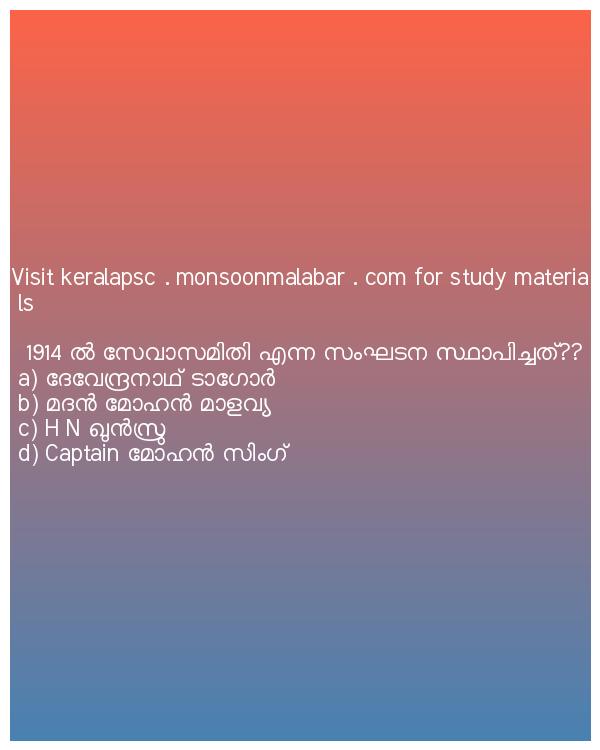 Visit keralapsc . monsoonmalabar . com for study materia
ls
1914 ൽ സേവാസമിതി എന്ന സംഘടന സ്ഥാപിച്ചത്??
a) ദേവേന്ദ്രനാഥ് ടാഗോർ
b) മദൻ മോഹൻ മാളവ്യ
c) H N ഖുൻസ്രു
d) Captain മോഹൻ സിംഗ്